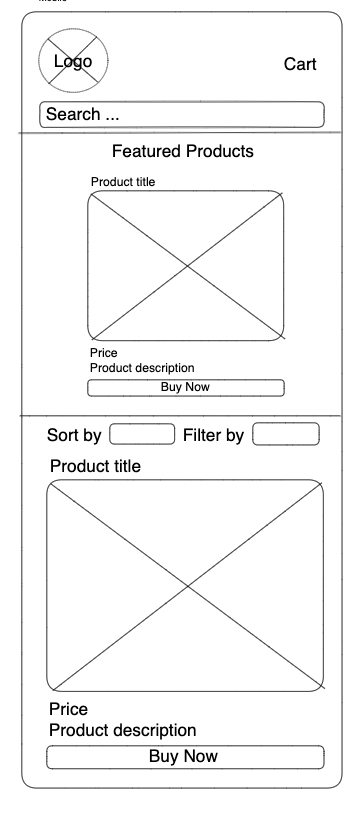 Mobile
Logo
Cart
Search ...
Featured Products
Product title
Price
Product description
Buy Now
Sort by
Filter by
Product title
Price
Product description
Buy Now